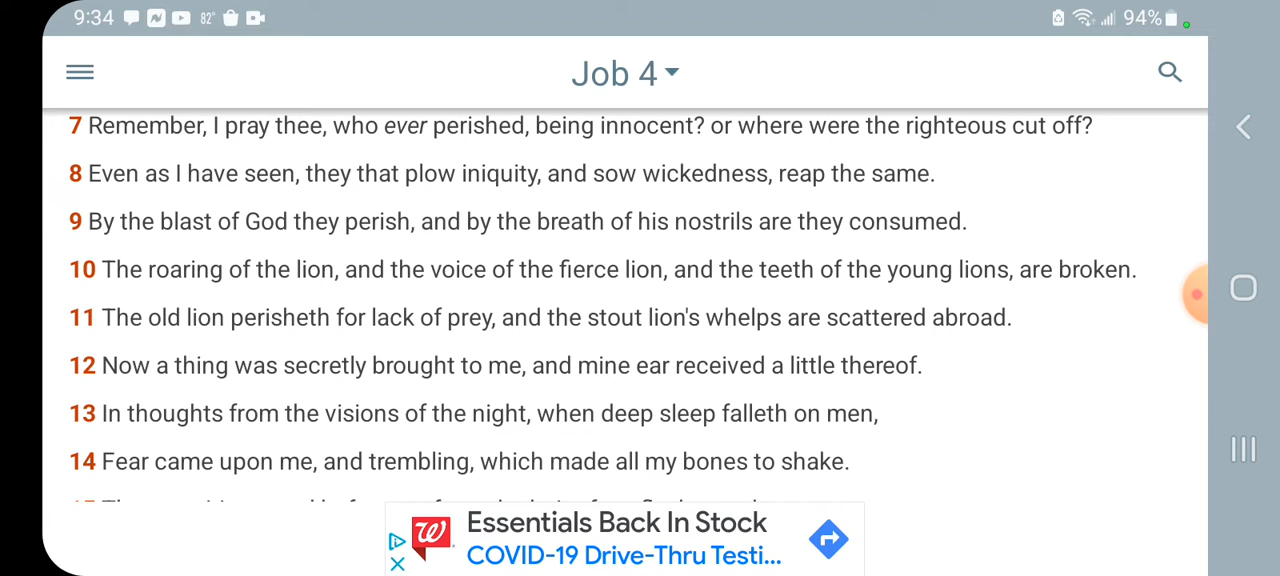 9:34 82° 94%
Job 4
7 Remember, I pray thee, who ever perished, being innocent? or where were the righteous cut off?
8 Even as I have seen, they that plow iniquity, and sow wickedness, reap the same.
9 By the blast of God they perish, and by the breath of his nostrils are they consumed.
10 The roaring of the lion, and the voice of the fierce lion, and the teeth of the young lions, are broken.
11 The old lion perisheth for lack of prey, and the stout lion's whelps are scattered abroad.
12 Now a thing was secretly brought to me, and mine ear received a little thereof.
13 In thoughts from the visions of the night, when deep sleep falleth on men,
14 Fear came upon me, and trembling, which made all my bones to shake.
W Essentials Back In Stock
COVID-19 Drive-Thru Testi...